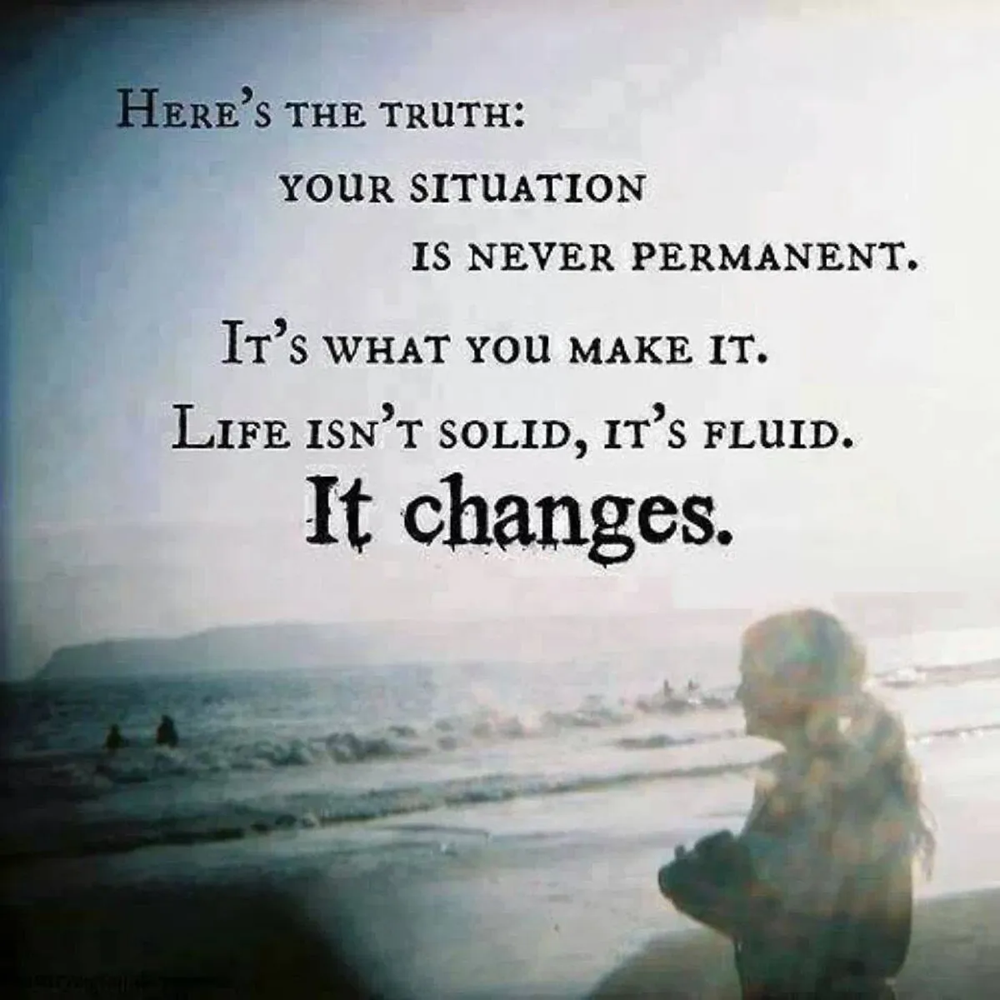 Here's the truth:
your situation
is never permanent.
It's what you make it.
Life isn't solid, it's fluid.
It changes.